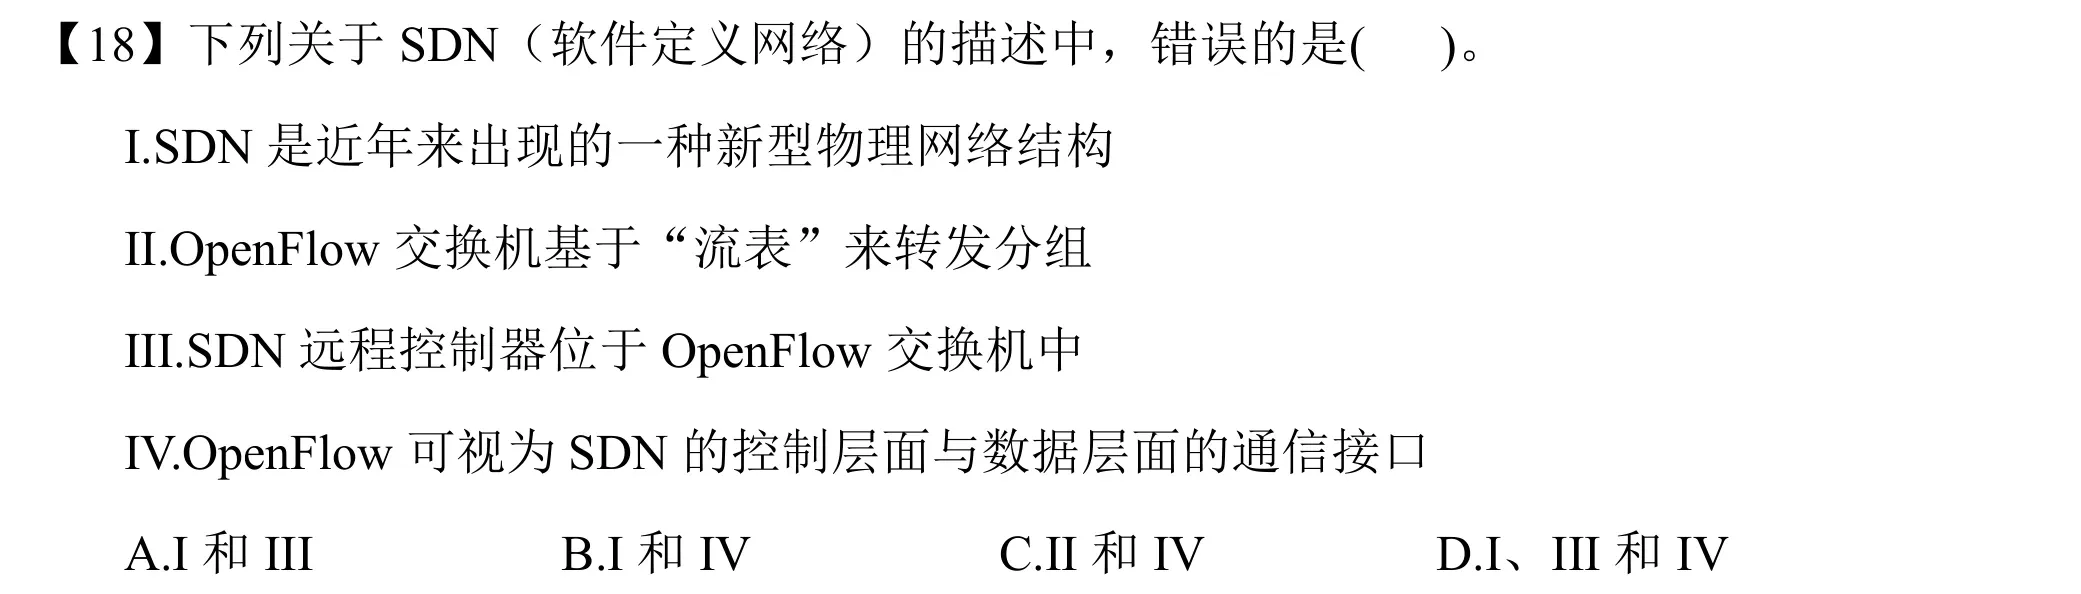 【18】下列关于 SDN（软件定义网络）的描述中，错误的是(     )。
I.SDN 是近年来出现的一种新型物理网络结构
II.OpenFlow 交换机基于“流表”来转发分组
III.SDN 远程控制器位于 OpenFlow 交换机中
IV.OpenFlow 可视为 SDN 的控制层面与数据层面的通信接口
A.I 和 III    B.I 和 IV    C.II 和 IV    D.I、III 和 IV